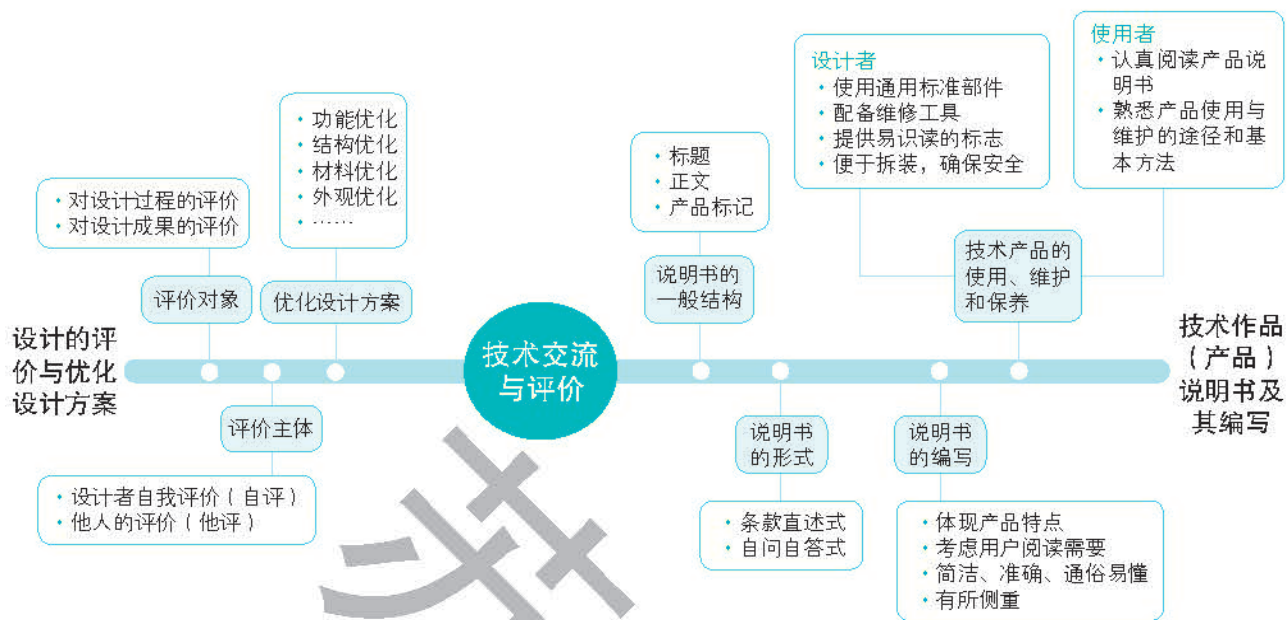 设计的评
价与优化
设计方案
· 对设计过程的评价
· 对设计成果的评价
评价对象
· 功能优化
· 结构优化
· 材料优化
· 外观优化
· ……
优化设计方案
评价主体
· 设计者自我评价（自评）
· 他人的评价（他评）
技术交流
与评价
· 标题
· 正文
· 产品标记
说明书的
一般结构
说明书
的形式
· 条款直述式
· 自问自答式
设计者
· 使用通用标准部件
· 配备维修工具
· 提供易识读的标志
· 便于拆装，确保安全
使用者
· 认真阅读产品说
明书
· 熟悉产品使用与
维护的途径和基
本方法
技术产品的
使用、维护
和保养
说明书
的编写
· 体现产品特点
· 考虑用户阅读需要
· 简洁、准确、通俗易懂
· 有所侧重
技术作品
（产品）
说明书及
其编写